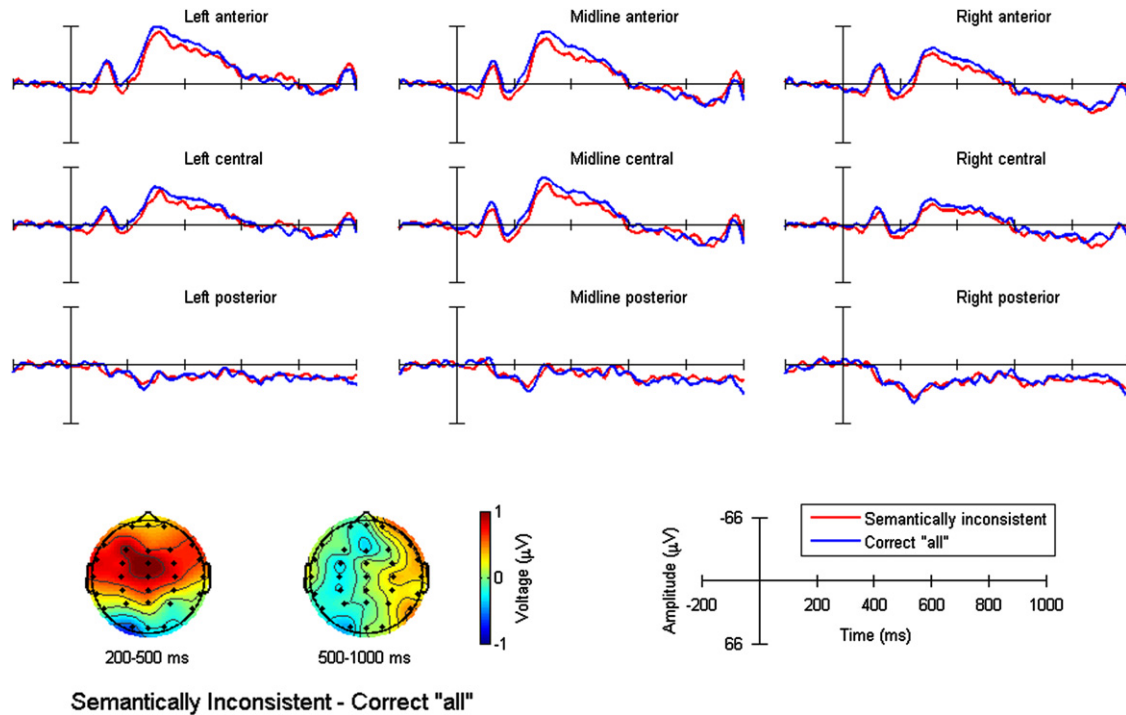 Left anterior
Midline anterior
Right anterior
Left central
Midline central
Right central
Left posterior
Midline posterior
Right posterior
1
0
-1
Voltage (μV)
200-500 ms
500-1000 ms
Semantically Inconsistent - Correct "all"
-66
Semantically inconsistent
Correct "all"
Amplitude (μV)
-200
200
400
600
800
1000
66
Time (ms)